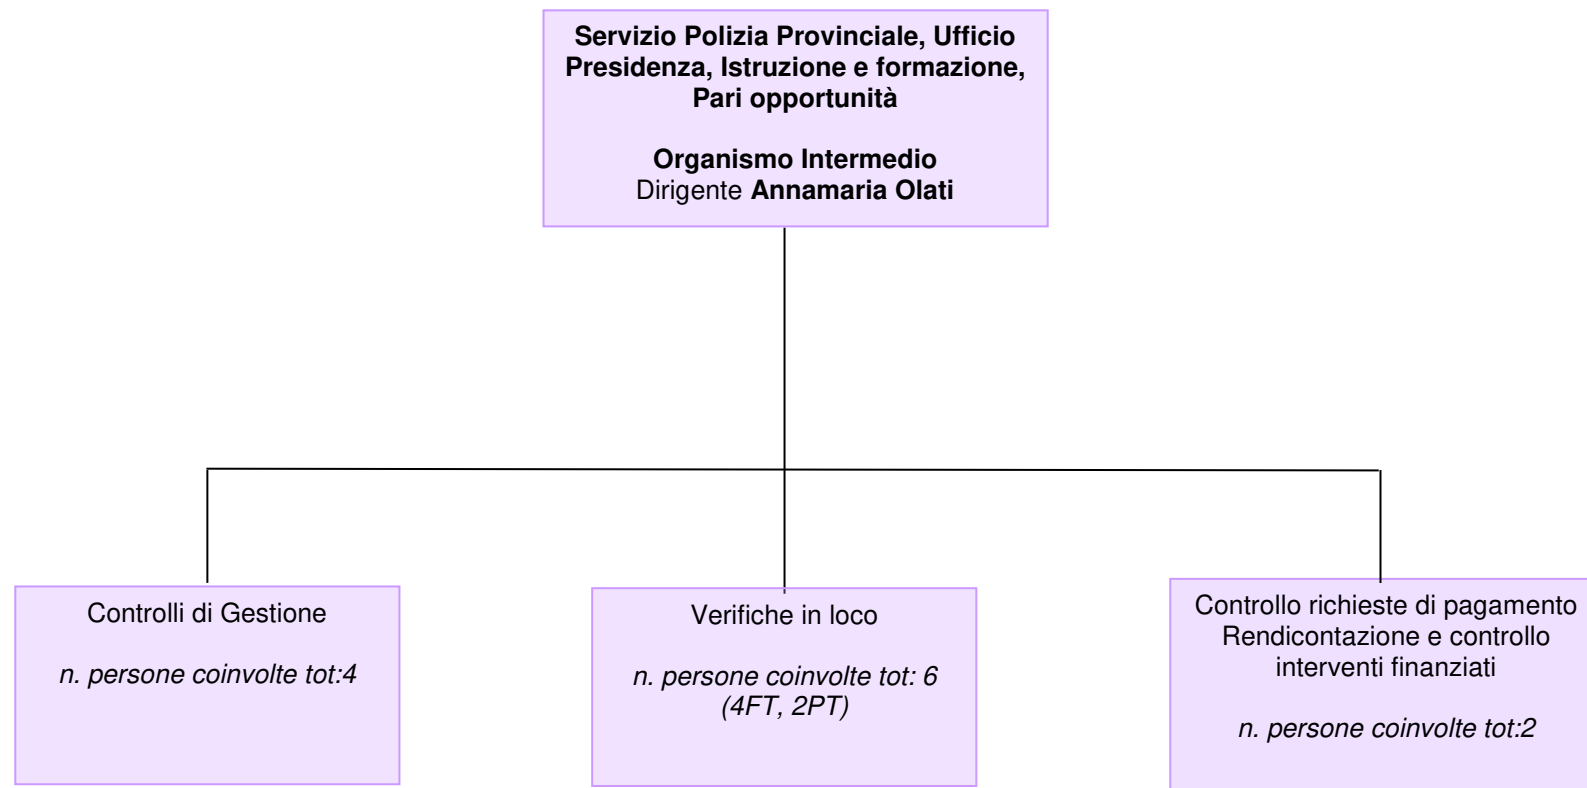 Servizio Polizia Provinciale, Ufficio
Presidenza, Istruzione e formazione,
Pari opportunità
Organismo Intermedio
Dirigente Annamaria Olati
Controlli di Gestione
n. persone coinvolte tot:4
Verifiche in loco
n. persone coinvolte tot: 6
(4FT, 2PT)
Controllo richieste di pagamento
Rendicontazione e controllo
interventi finanziati
n. persone coinvolte tot:2